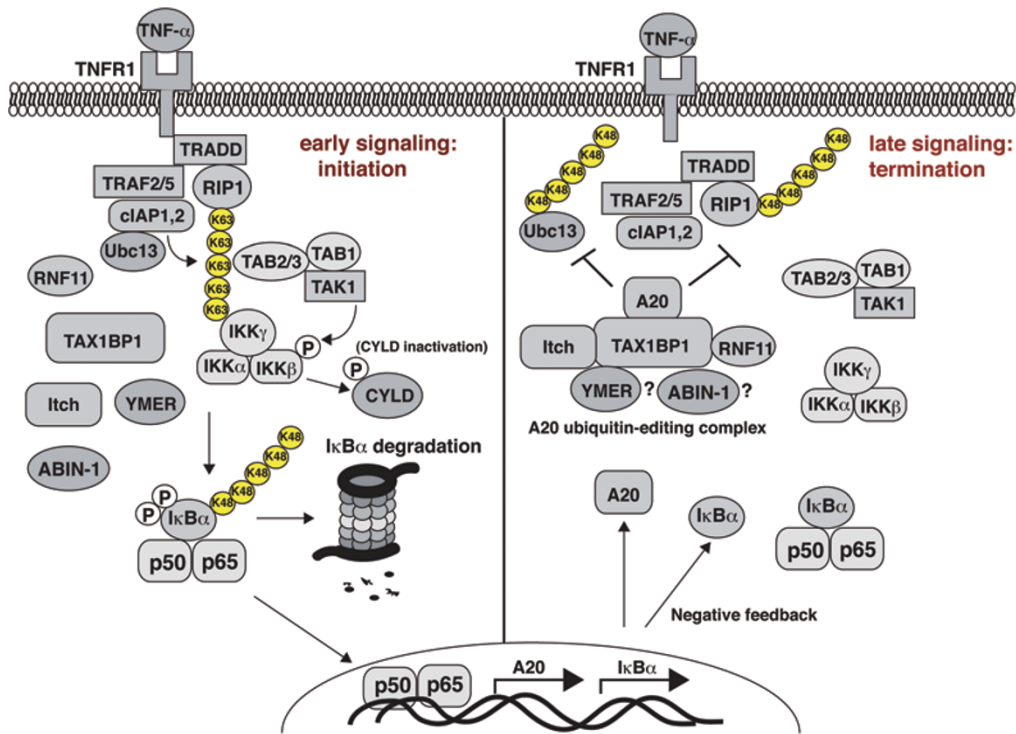 TNF-α
TNFR1
early signaling:
initiation
TRADD
TRAF2/5
RIP1
cIAP1,2
Ubc13
K63
K63
K63
K63
K63
TAB2/3
TAB1
TAK1
RNF11
TAX1BP1
IKKγ
IKKα
IKKβ
P
(CYLD inactivation)
P
CYLD
Itch
YMER
ABIN-1
IκBα degradation
K48
K48
K48
K48
K48
P
P
IκBα
p50
p65
TNF-α
TNFR1
late signaling:
termination
K48
K48
K48
K48
K48
K48
K48
K48
K48
K48
TRADD
TRAF2/5
RIP1
cIAP1,2
Ubc13
TAB2/3
TAB1
TAK1
A20
Itch
TAX1BP1
RNF11
YMER ?
ABIN-1 ?
A20 ubiquitin-editing complex
IKKγ
IKKα
IKKβ
A20
IκBα
IκBα
p50
p65
Negative feedback
p50
p65
A20
IκBα